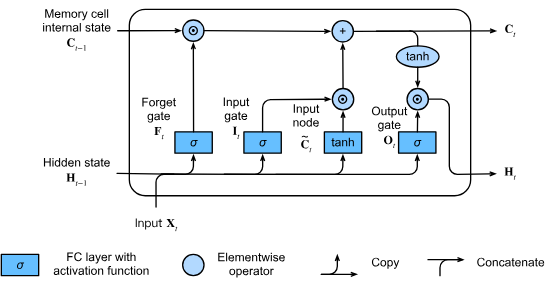 Memory cell
internal state
C_{t−1}
C_t
+
tanh
Forget
gate
F_t
Input
gate
I_t
Input
node
C̃_t
Output
gate
O_t
σ
σ
tanh
σ
Hidden state
H_{t−1}
H_t
Input X_t
σ
FC layer with
activation function
Elementwise
operator
Copy
Concatenate